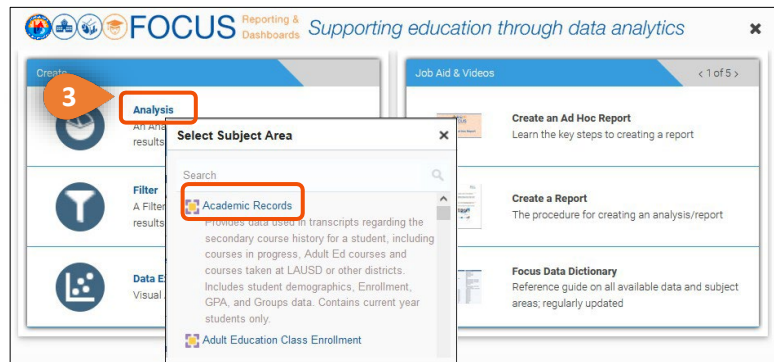 FOCUS Reporting & Dashboards Supporting education through data analytics
Create
3
Analysis
An Ana
results
Filter
A Filter
results
Data E
Visual
Select Subject Area
Search
Academic Records
Provides data used in transcripts regarding the
secondary course history for a student, including
courses in progress, Adult Ed courses and
courses taken at LAUSD or other districts.
Includes student demographics, Enrollment,
GPA, and Groups data. Contains current year
students only.
Adult Education Class Enrollment
Job Aid & Videos
< 1 of 5 >
Create an Ad Hoc Report
Learn the key steps to creating a report
Create a Report
The procedure for creating an analysis/report
Focus Data Dictionary
Reference guide on all available data and subject
areas; regularly updated